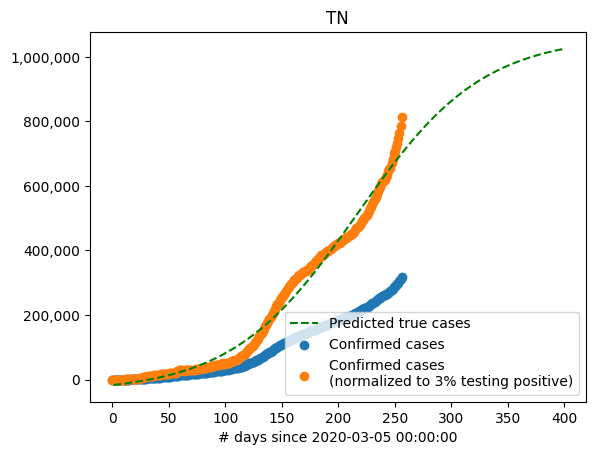 TN
1,000,000
800,000
600,000
400,000
200,000
0
Predicted true cases
Confirmed cases
Confirmed cases
(normalized to 3% testing positive)
0 50 100 150 200 250 300 350 400
# days since 2020-03-05 00:00:00